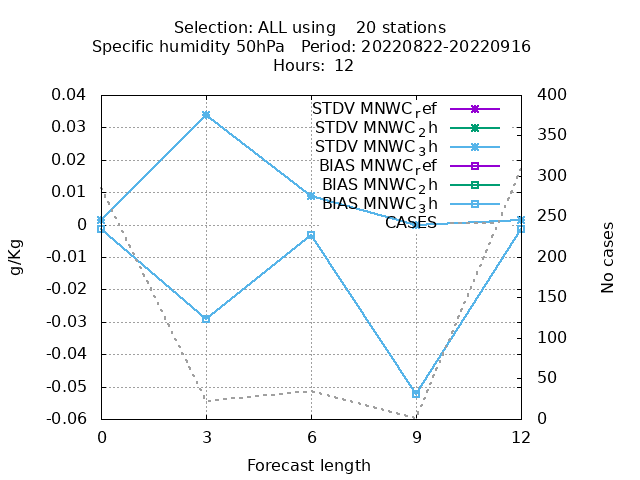 Selection: ALL using    20 stations
Specific humidity 50hPa   Period: 20220822-20220916
Hours:  12
0.04
0.03
0.02
0.01
0
-0.01
-0.02
-0.03
-0.04
-0.05
-0.06
g/Kg
STDV MNWC_ref
STDV MNWC_2h
STDV MNWC_3h
BIAS MNWC_ref
BIAS MNWC_2h
BIAS MNWC_3h
CASES
400
350
300
250
200
150
100
50
0
No cases
0 3 6 9 12
Forecast length